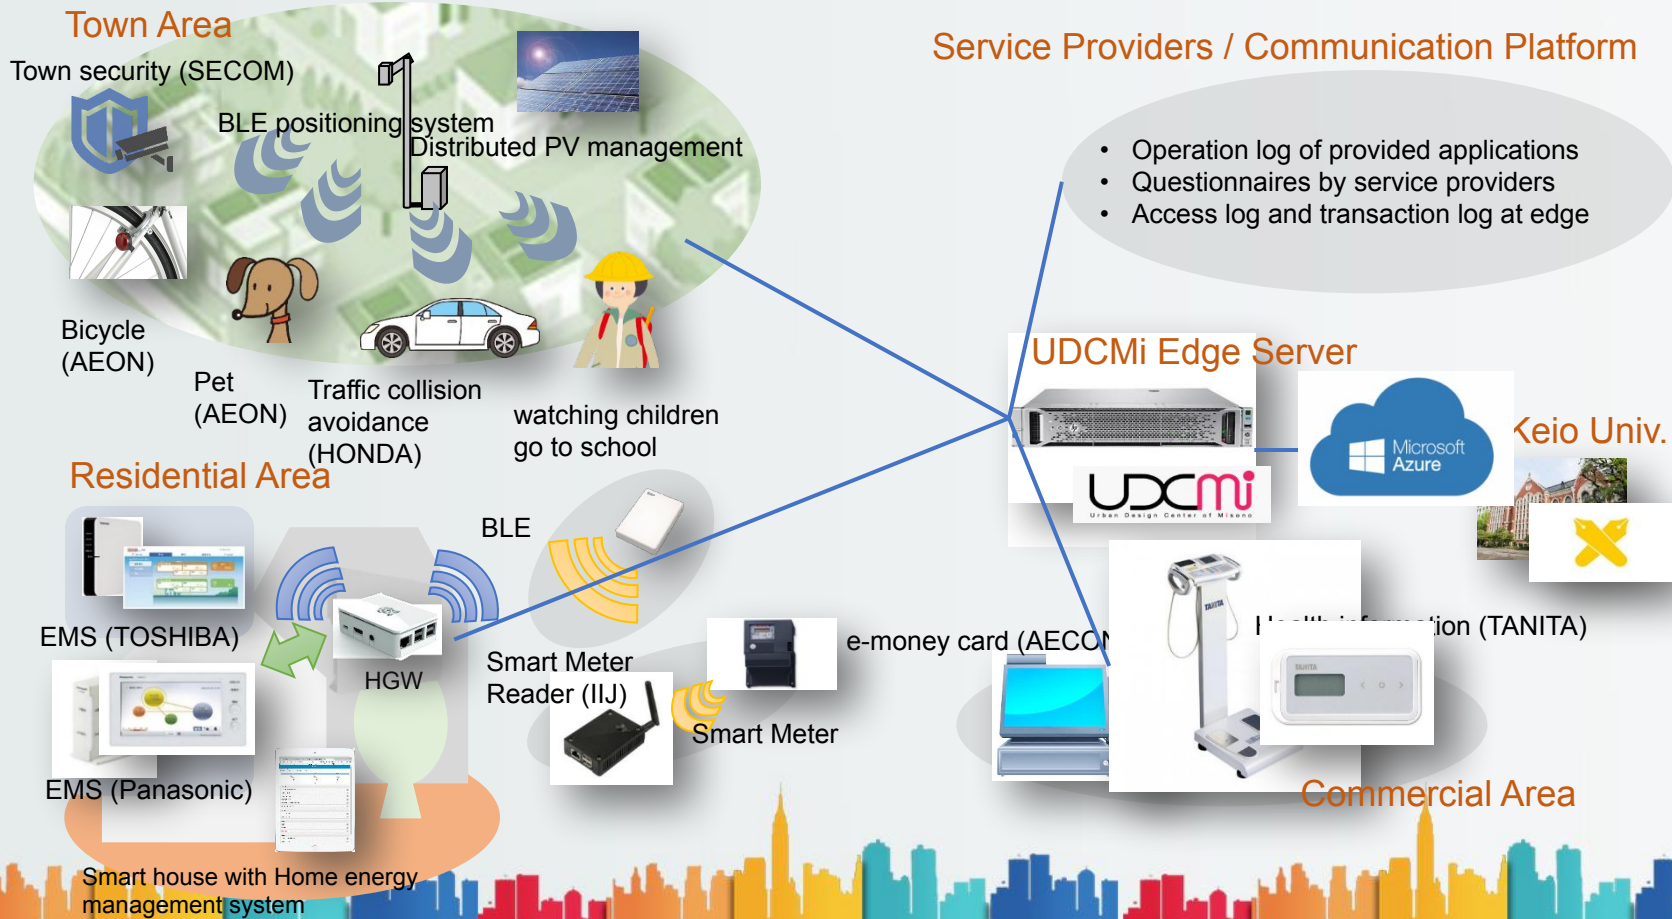 Town Area
Service Providers / Communication Platform
Town security (SECOM)
BLE positioning system
Distributed PV management
• Operation log of provided applications
• Questionnaires by service providers
• Access log and transaction log at edge
Bicycle
(AEON)
Pet
(AEON)
Traffic collision
avoidance
(HONDA)
watching children
go to school
UDCMi Edge Server
Microsoft
Azure
Keio Univ.
UDCMi
Urban Design Center of Misono
Residential Area
BLE
EMS (TOSHIBA)
HGW
Smart Meter
Reader (IIJ)
Smart Meter
e-money card (AECON
Health information (TANITA)
TANITA
TANITA
EMS (Panasonic)
Commercial Area
Smart house with Home energy
management system